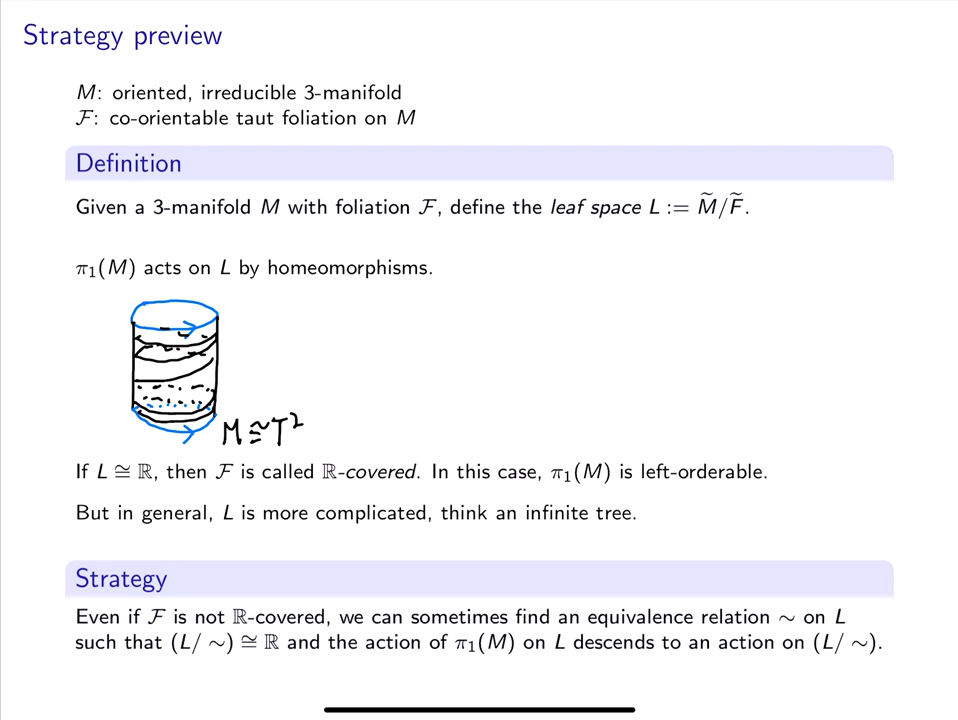 Strategy preview
M: oriented, irreducible 3-manifold
ℱ: co-orientable taut foliation on M
Definition
Given a 3-manifold M with foliation ℱ, define the leaf space L := M̃/F̃.
π₁(M) acts on L by homeomorphisms.
M ≅ T²
If L ≅ ℝ, then ℱ is called ℝ-covered. In this case, π₁(M) is left-orderable.
But in general, L is more complicated, think an infinite tree.
Strategy
Even if ℱ is not ℝ-covered, we can sometimes find an equivalence relation ∼ on L
such that (L/ ∼) ≅ ℝ and the action of π₁(M) on L descends to an action on (L/ ∼).